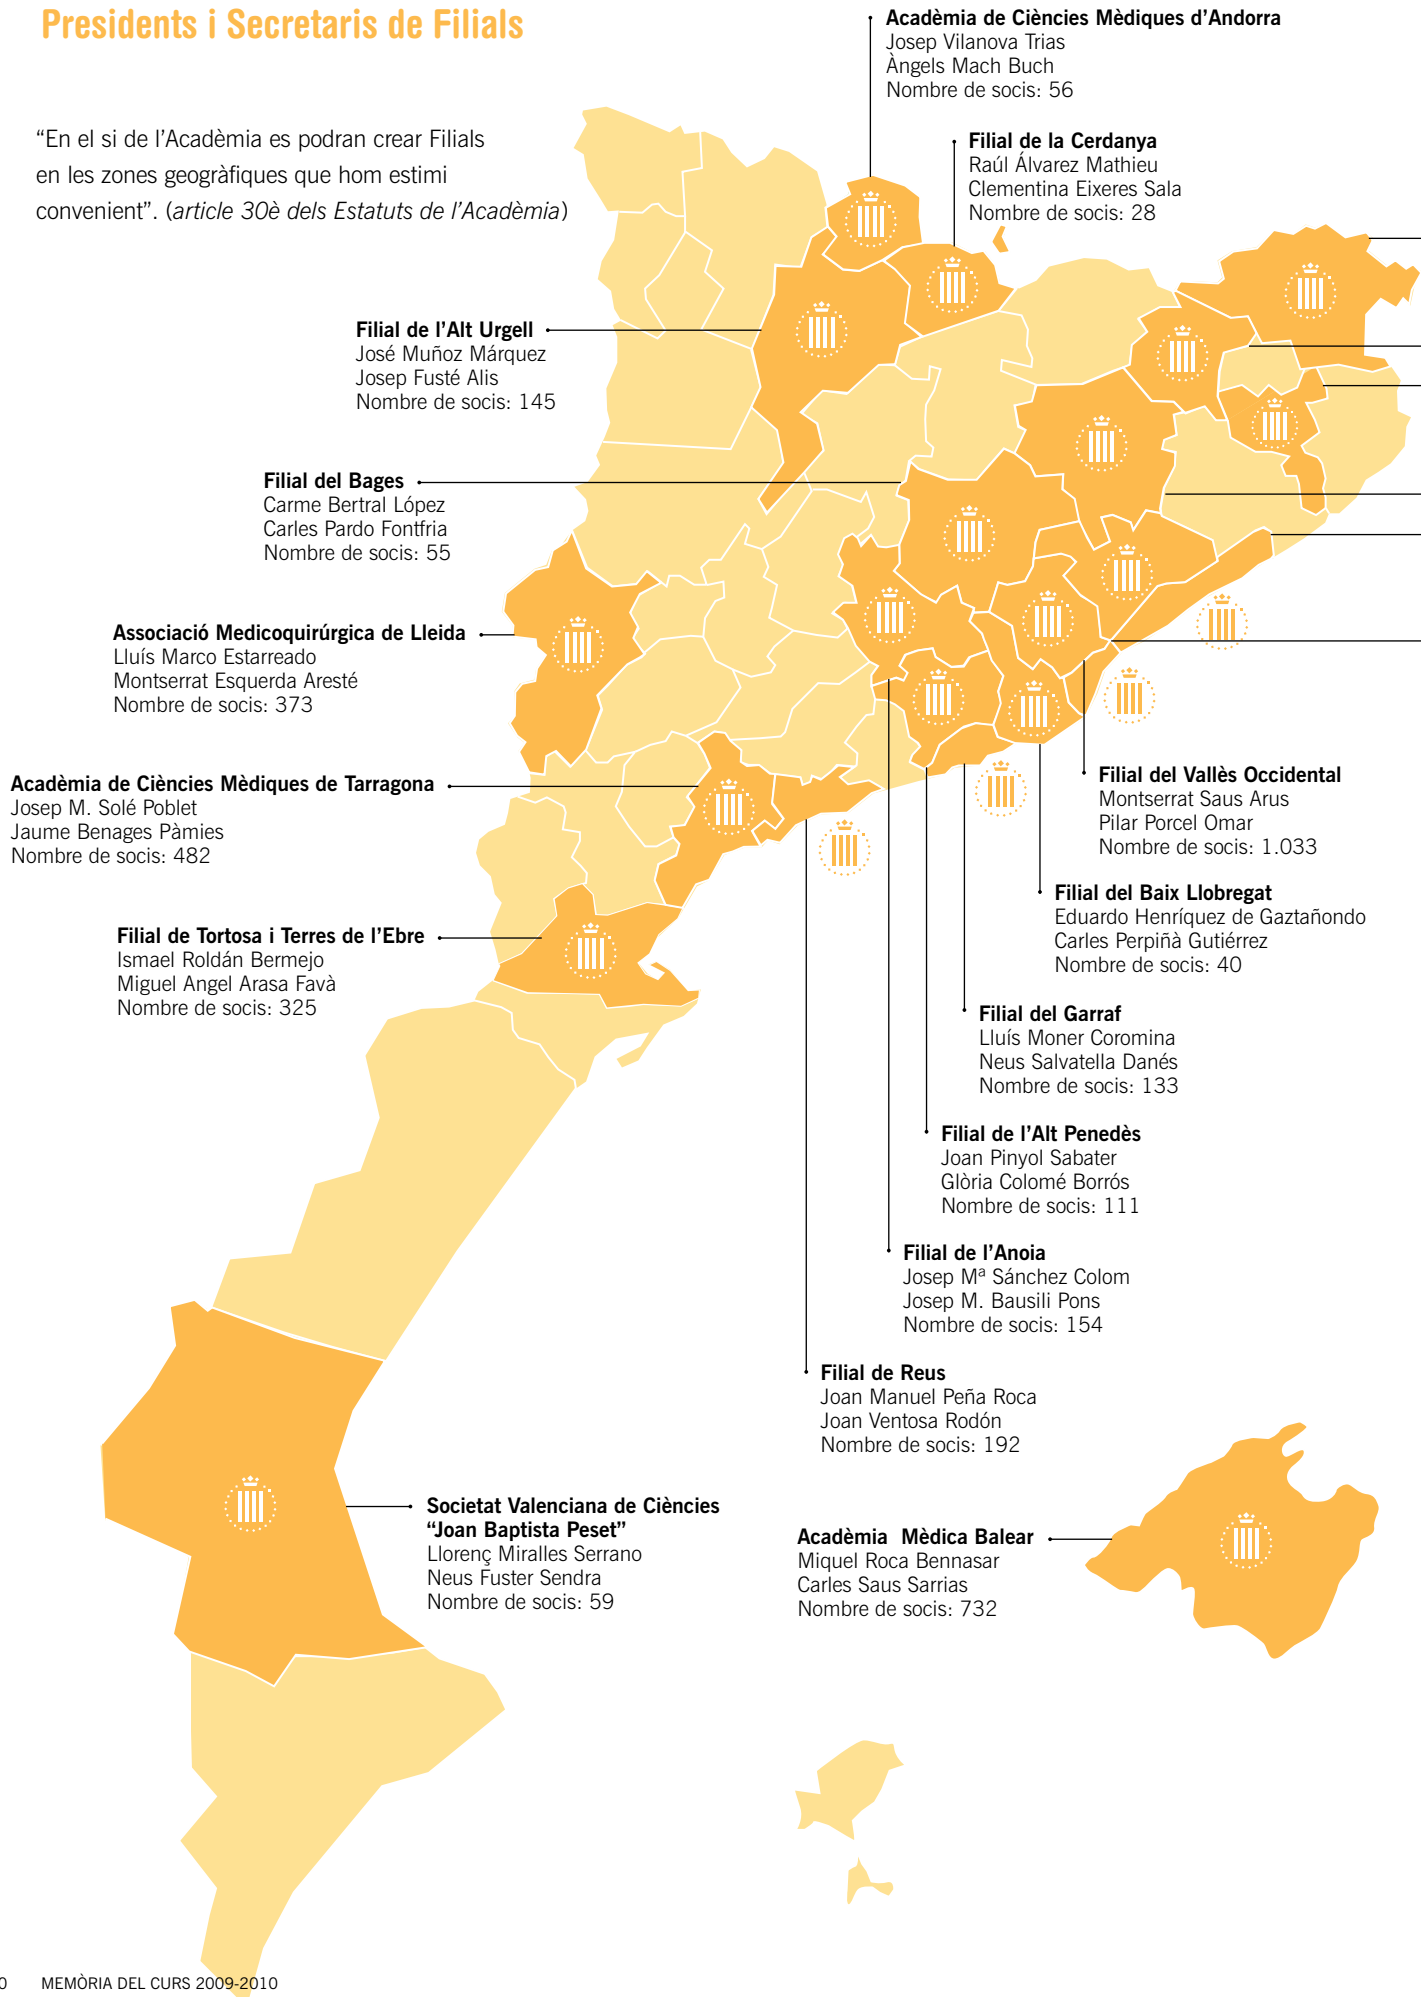 Presidents i Secretaris de Filials
“En el si de l’Acadèmia es podran crear Filials
en les zones geogràfiques que hom estimi
convenient”. (article 30è dels Estatuts de l’Acadèmia)
Acadèmia de Ciències Mèdiques d’Andorra
Josep Vilanova Trias
Àngels Mach Buch
Nombre de socis: 56
Filial de la Cerdanya
Raúl Álvarez Mathieu
Clementina Eixeres Sala
Nombre de socis: 28
Filial de l’Alt Urgell
José Muñoz Márquez
Josep Fusté Alis
Nombre de socis: 145
Filial del Bages
Carme Bertral López
Carles Pardo Fontfria
Nombre de socis: 55
Associació Medicoquirúrgica de Lleida
Lluís Marco Estarreado
Montserrat Esquerda Aresté
Nombre de socis: 373
Acadèmia de Ciències Mèdiques de Tarragona
Josep M. Solé Poblet
Jaume Benages Pàmies
Nombre de socis: 482
Filial del Vallès Occidental
Montserrat Saus Arus
Pilar Porcel Omar
Nombre de socis: 1.033
Filial del Baix Llobregat
Eduardo Henríquez de Gaztañondo
Carles Perpiñà Gutiérrez
Nombre de socis: 40
Filial de Tortosa i Terres de l’Ebre
Ismael Roldán Bermejo
Miguel Angel Arasa Favà
Nombre de socis: 325
Filial del Garraf
Lluís Moner Coromina
Neus Salvatella Danés
Nombre de socis: 133
Filial de l’Alt Penedès
Joan Pinyol Sabater
Glòria Colomé Borrós
Nombre de socis: 111
Filial de l’Anoia
Josep Mª Sánchez Colom
Josep M. Bausili Pons
Nombre de socis: 154
Filial de Reus
Joan Manuel Peña Roca
Joan Ventosa Rodón
Nombre de socis: 192
Societat Valenciana de Ciències
“Joan Baptista Peset”
Llorenç Miralles Serrano
Neus Fuster Sendra
Nombre de socis: 59
Acadèmia Mèdica Balear
Miquel Roca Bennasar
Carles Saus Sarrias
Nombre de socis: 732
0 MEMÒRIA DEL CURS 2009-2010